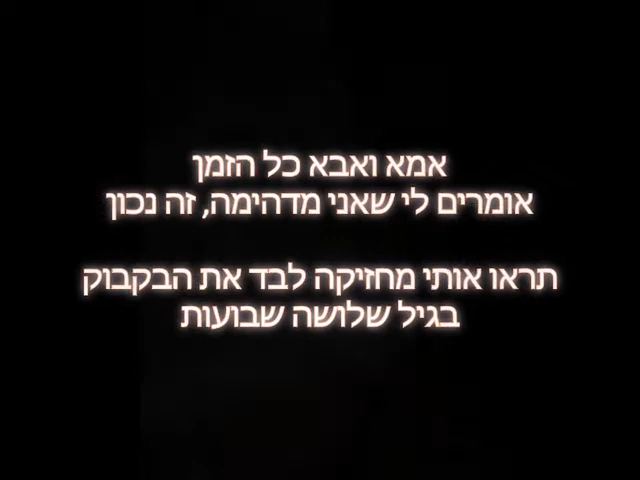 אמא ואבא כל הזמן
אומרים לי שאני מדהימה, זה נכון
תראו אותי מחזיקה לבד את הבקבוק
בגיל שלושה שבועות